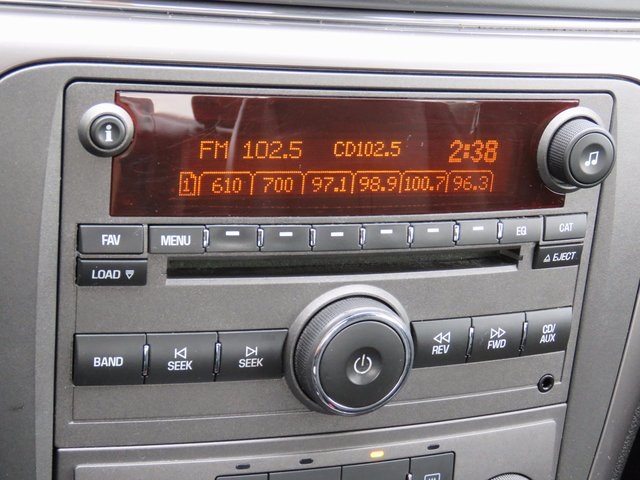 FM 102.5 CD102.5 2:38
1 610 700 97.1 98.9 100.7 96.3
i
FAV MENU EQ CAT
LOAD EJECT
BAND SEEK SEEK REV FWD CD/AUX